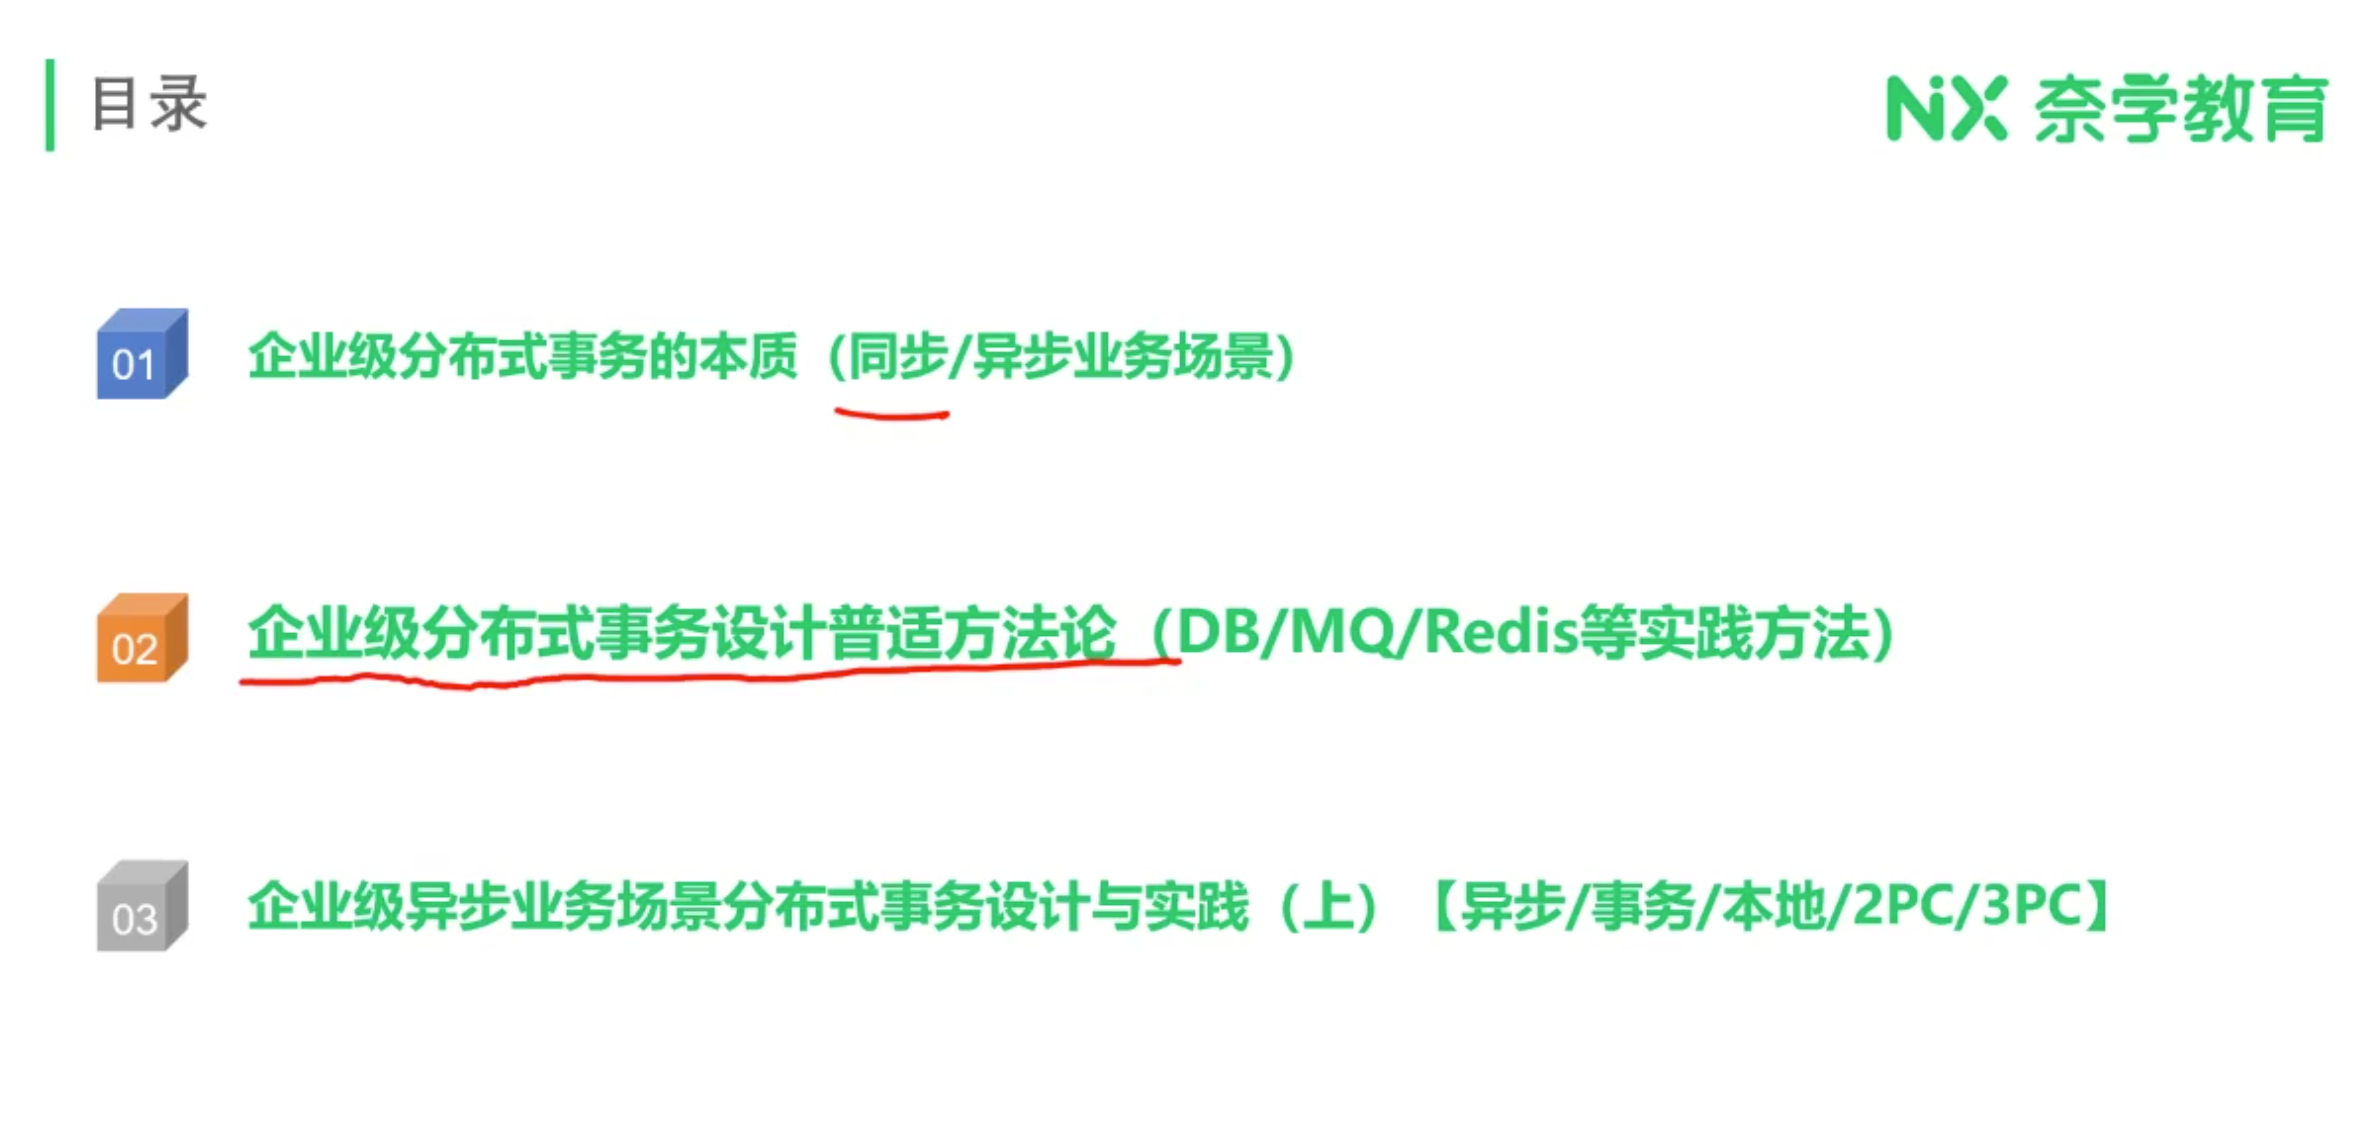 目录
NiX 奈学教育
01
企业级分布式事务的本质（同步/异步业务场景）
02
企业级分布式事务设计普适方法论（DB/MQ/Redis等实践方法）
03
企业级异步业务场景分布式事务设计与实践（上）【异步/事务/本地/2PC/3PC】